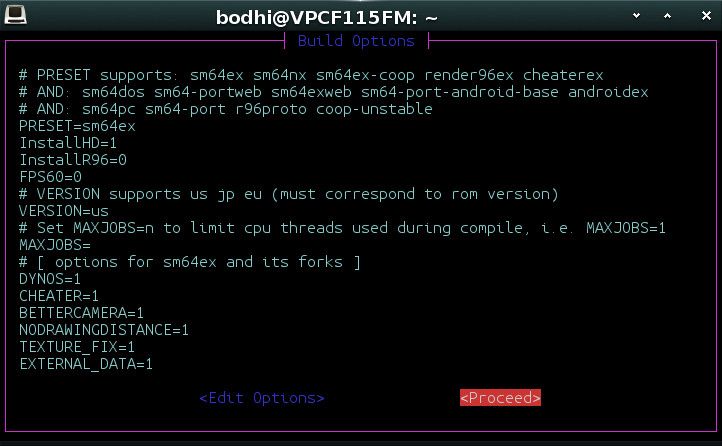 bodhi@VPCF115FM: ~
Build Options
# PRESET supports: sm64ex sm64nx sm64ex-coop render96ex cheaterex
# AND: sm64dos sm64-portweb sm64exweb sm64-port-android-base androidex
# AND: sm64pc sm64-port r96proto coop-unstable
PRESET=sm64ex
InstallHD=1
InstallR96=0
FPS60=0
# VERSION supports us jp eu (must correspond to rom version)
VERSION=us
# Set MAXJOBS=n to limit cpu threads used during compile, i.e. MAXJOBS=1
MAXJOBS=
# [ options for sm64ex and its forks ]
DYNOS=1
CHEATER=1
BETTERCAMERA=1
NODRAWINGDISTANCE=1
TEXTURE_FIX=1
EXTERNAL_DATA=1
<Edit Options> <Proceed>